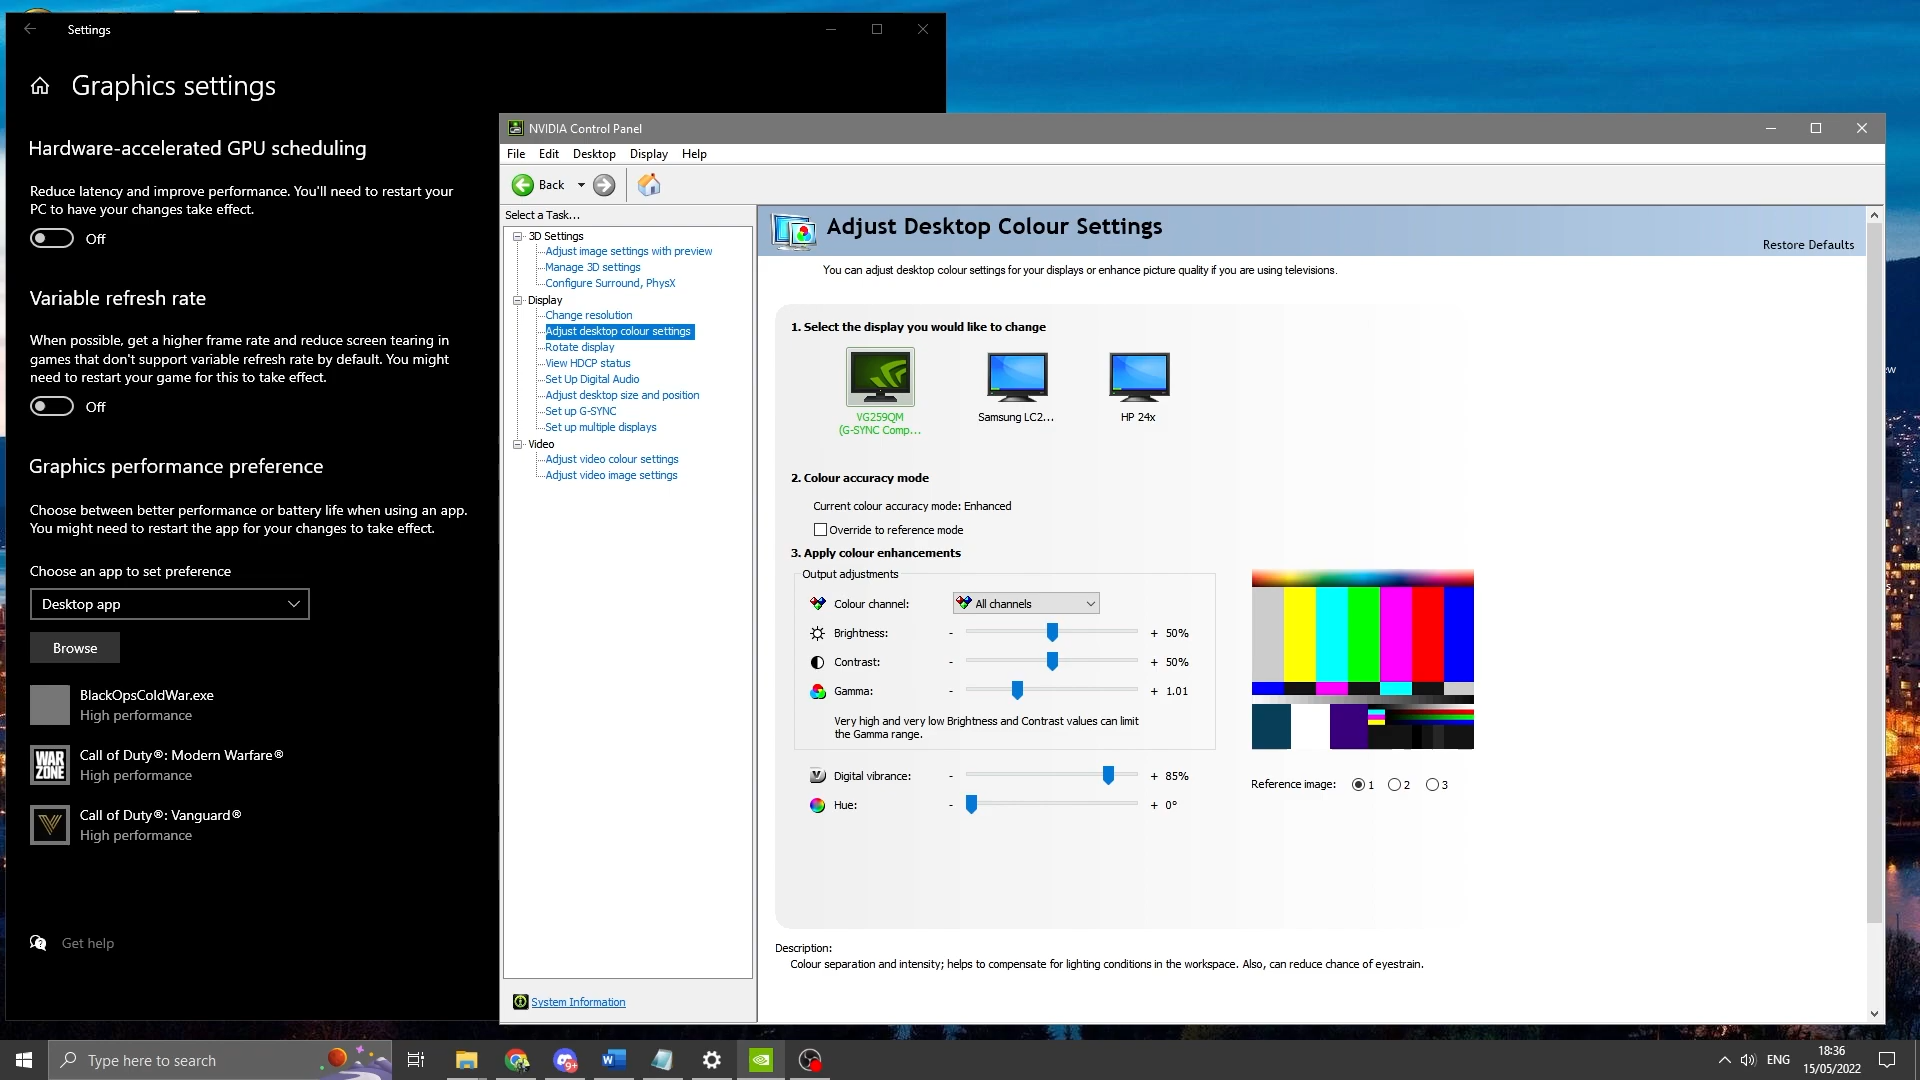 Settings
Graphics settings
Hardware-accelerated GPU scheduling
Reduce latency and improve performance. You'll need to restart your
PC to have your changes take effect.
Off
Variable refresh rate
When possible, get a higher frame rate and reduce screen tearing in
games that don't support variable refresh rate by default. You might
need to restart your game for this to take effect.
Off
Graphics performance preference
Choose between better performance or battery life when using an app.
You might need to restart the app for your changes to take effect.
Choose an app to set preference
Desktop app
Browse
BlackOpsColdWar.exe
High performance
WAR
ZONE
Call of Duty®: Modern Warfare®
High performance
Call of Duty®: Vanguard®
High performance
Get help
NVIDIA Control Panel
File Edit Desktop Display Help
Back
Select a Task...
3D Settings
Adjust image settings with preview
Manage 3D settings
Configure Surround, PhysX
Display
Change resolution
Adjust desktop colour settings
Rotate display
View HDCP status
Set Up Digital Audio
Adjust desktop size and position
Set up G-SYNC
Set up multiple displays
Video
Adjust video colour settings
Adjust video image settings
System Information
Adjust Desktop Colour Settings
Restore Defaults
You can adjust desktop colour settings for your displays or enhance picture quality if you are using televisions.
1. Select the display you would like to change
VG259QM
(G-SYNC Comp...
Samsung LC2...
HP 24x
2. Colour accuracy mode
Current colour accuracy mode: Enhanced
Override to reference mode
3. Apply colour enhancements
Output adjustments
Colour channel: All channels
Brightness: - + 50%
Contrast: - + 50%
Gamma: - + 1.01
Very high and very low Brightness and Contrast values can limit
the Gamma range.
Digital vibrance: - + 85%
Hue: - + 0°
Reference image: 1 2 3
Description:
Colour separation and intensity; helps to compensate for lighting conditions in the workspace. Also, can reduce chance of eyestrain.
Type here to search
9+
ENG
18:36
15/05/2022